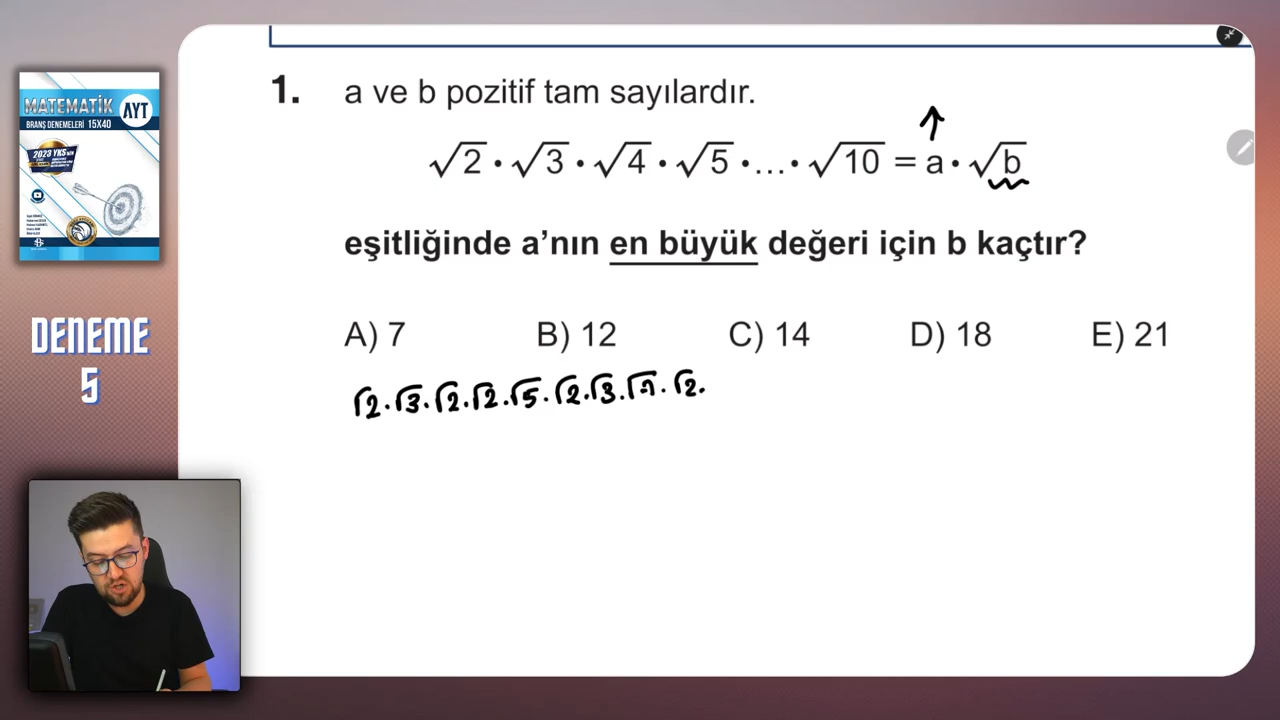 MATEMATİK AYT
BRANŞ DENEMELERİ 15X40
2023 YKS'NİN
DENEME
5
1. a ve b pozitif tam sayılardır.
√2 · √3 · √4 · √5 · ... · √10 = a · √b
eşitliğinde a’nın en büyük değeri için b kaçtır?
A) 7 B) 12 C) 14 D) 18 E) 21
√2 · √3 · √2 · √2 · √5 · √2 · √3 · √7 · √2 ·